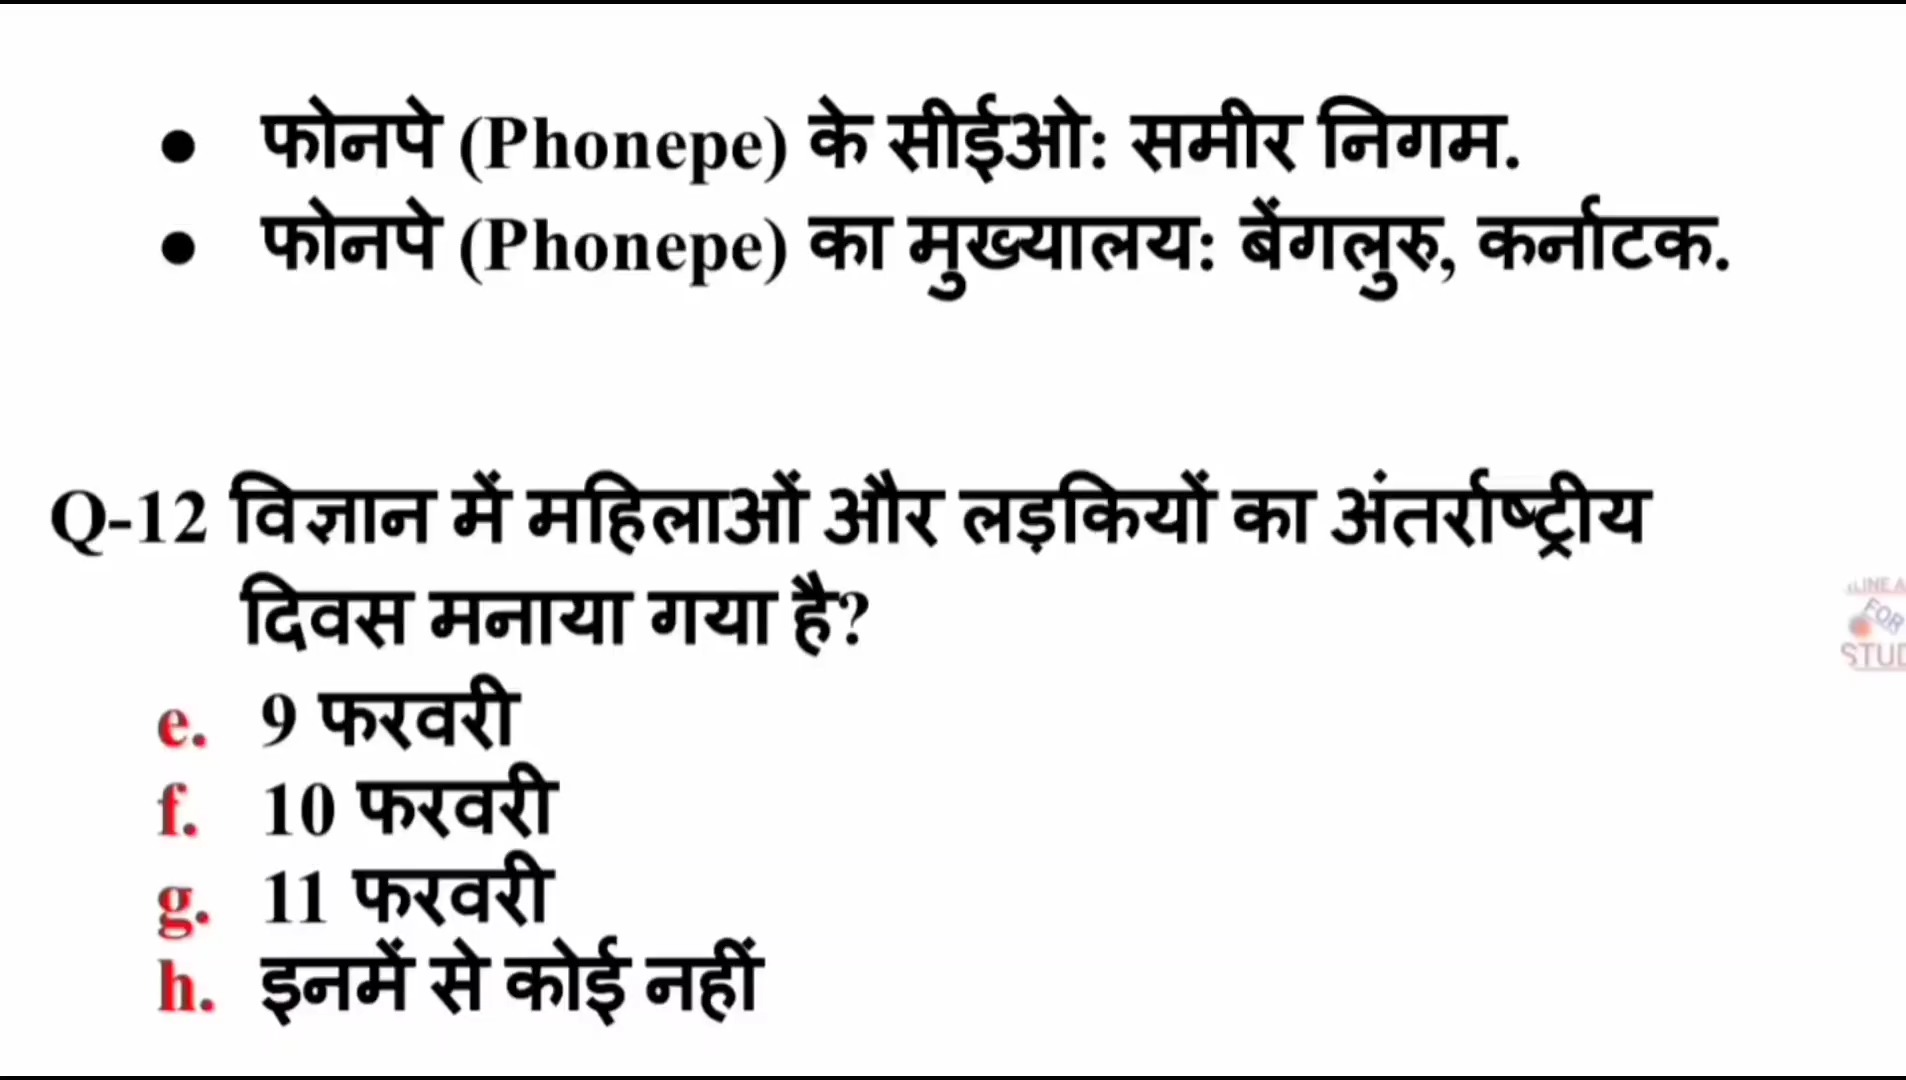 • फोनपे (Phonepe) के सीईओ: समीर निगम.
• फोनपे (Phonepe) का मुख्यालय: बेंगलुरु, कर्नाटक.
Q-12 विज्ञान में महिलाओं और लड़कियों का अंतर्राष्ट्रीय
दिवस मनाया गया है?
e. 9 फरवरी
f. 10 फरवरी
g. 11 फरवरी
h. इनमें से कोई नहीं
FOR